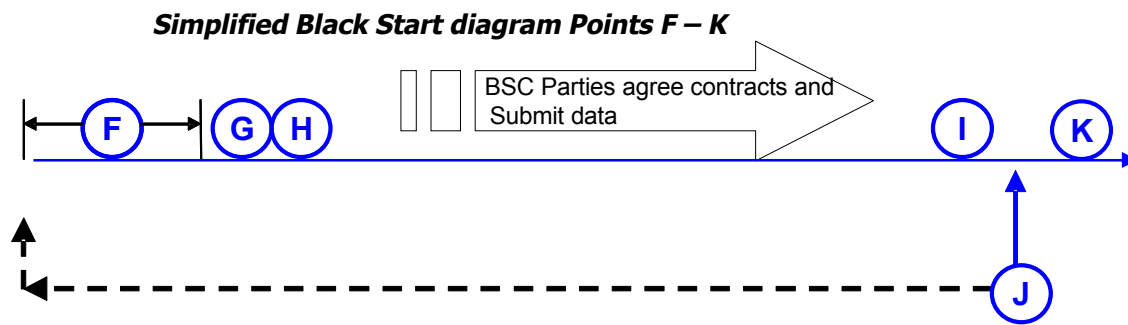 Simplified Black Start diagram Points F – K
BSC Parties agree contracts and
Submit data
F
G
H
I
K
J